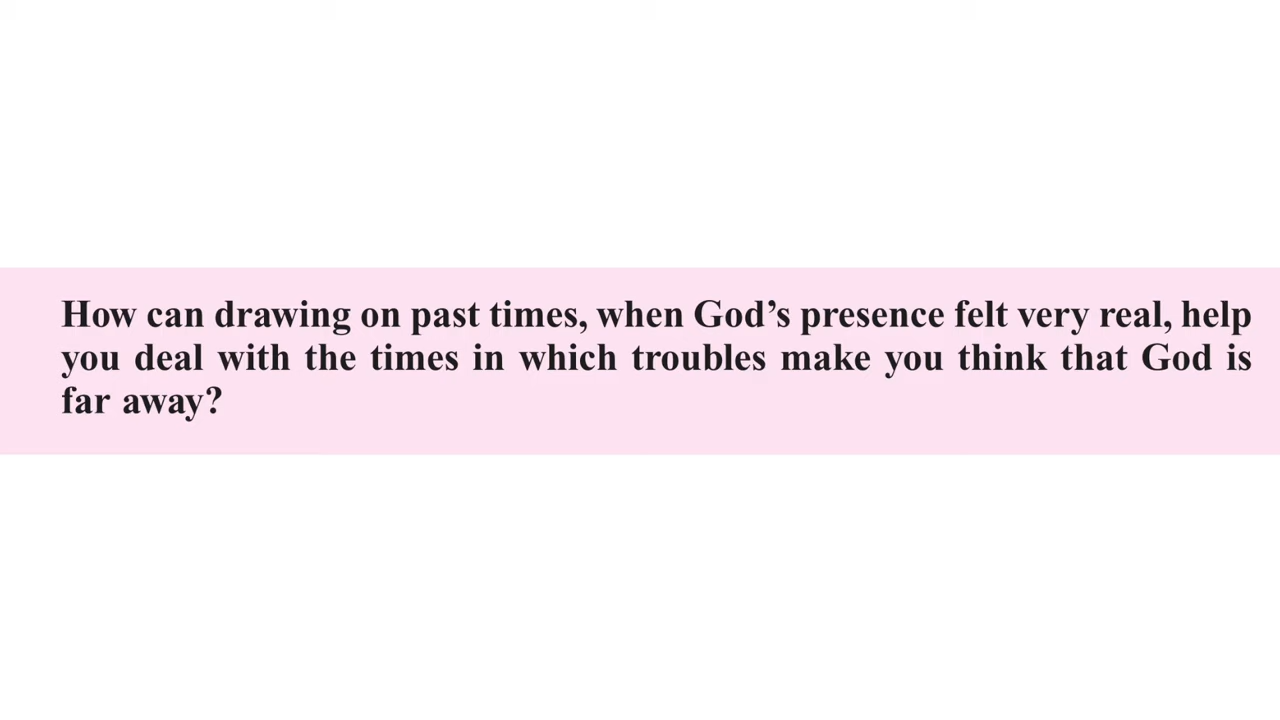 How can drawing on past times, when God’s presence felt very real, help
you deal with the times in which troubles make you think that God is
far away?